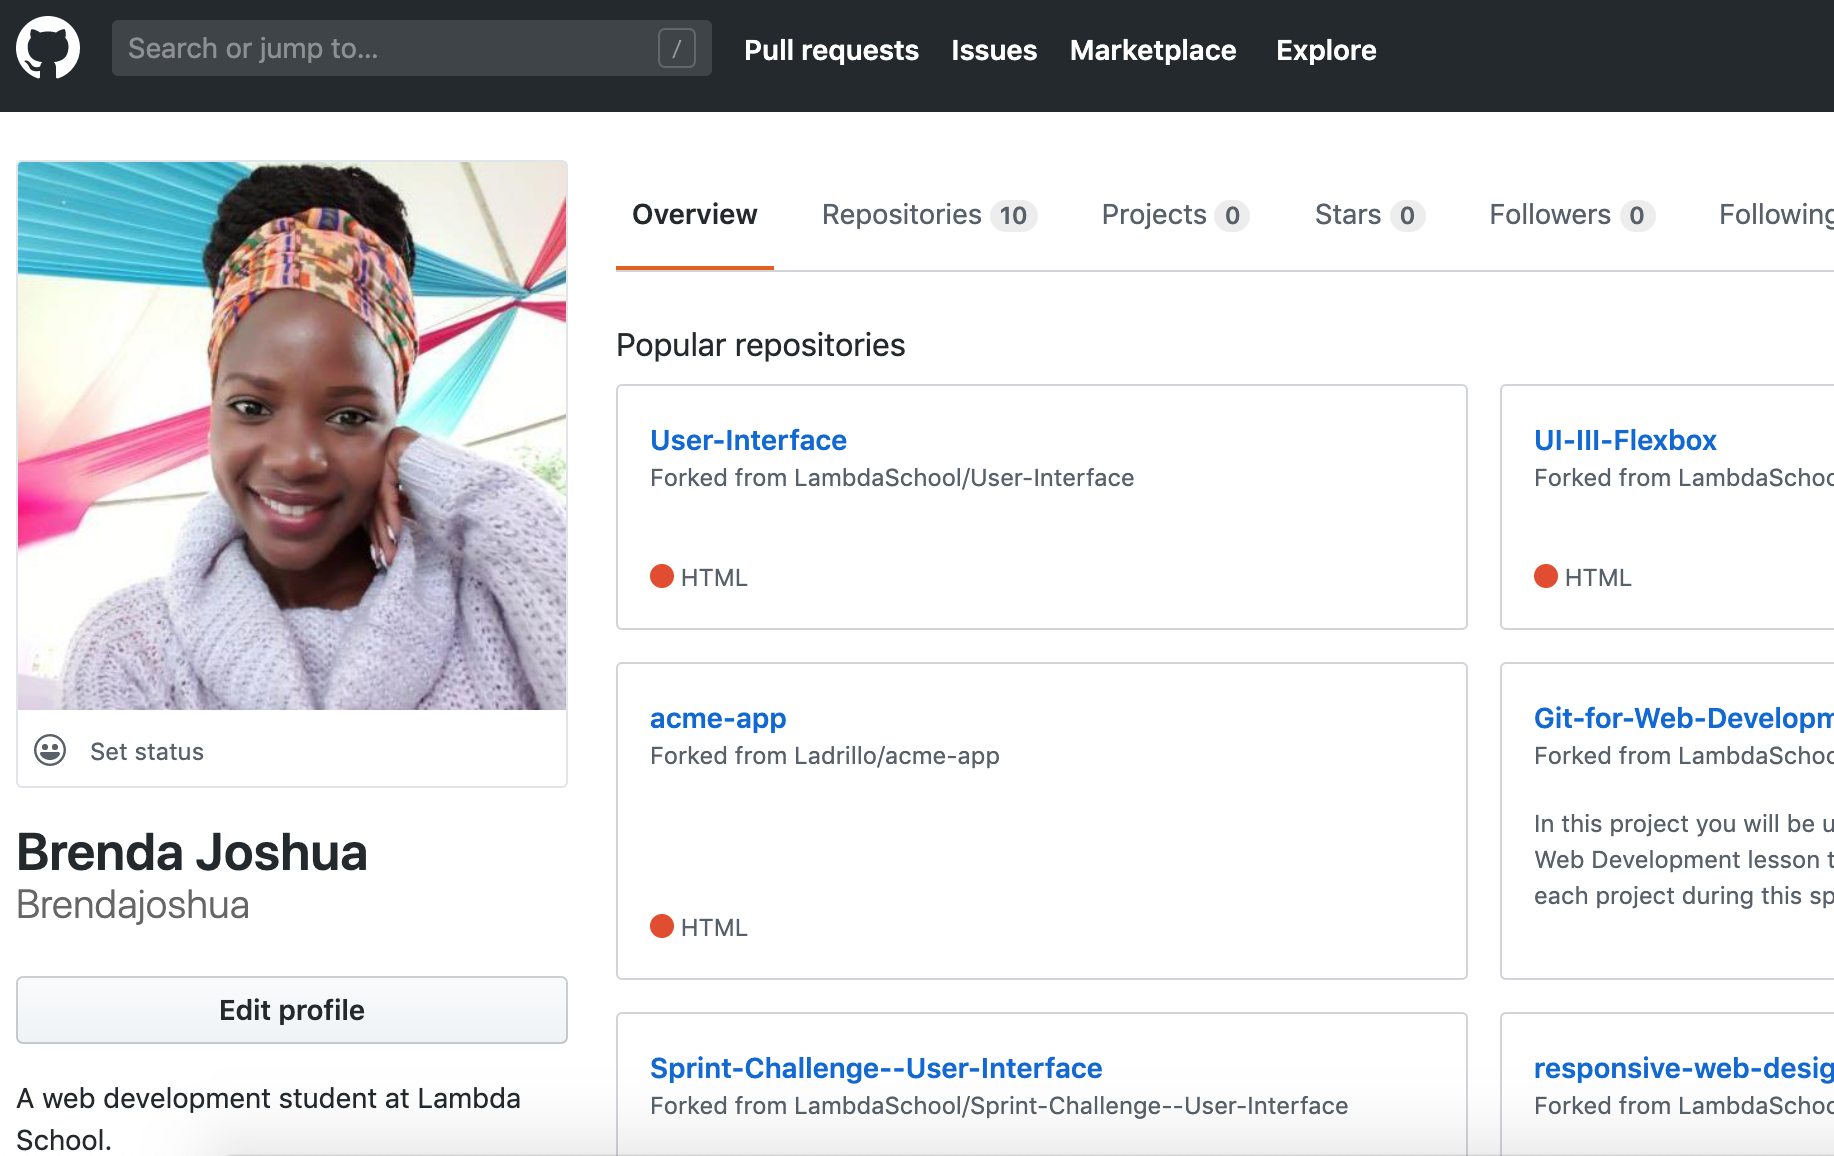 Search or jump to...
/
Pull requests
Issues
Marketplace
Explore
Overview
Repositories 10
Projects 0
Stars 0
Followers 0
Following
Set status
Brenda Joshua
Brendajoshua
Edit profile
A web development student at Lambda
School.
Popular repositories
User-Interface
Forked from LambdaSchool/User-Interface
HTML
UI-III-Flexbox
Forked from LambdaSchoo
HTML
acme-app
Forked from Ladrillo/acme-app
HTML
Git-for-Web-Developm
Forked from LambdaSchoo
In this project you will be u
Web Development lesson t
each project during this sp
Sprint-Challenge--User-Interface
Forked from LambdaSchool/Sprint-Challenge--User-Interface
responsive-web-desig
Forked from LambdaSchoo